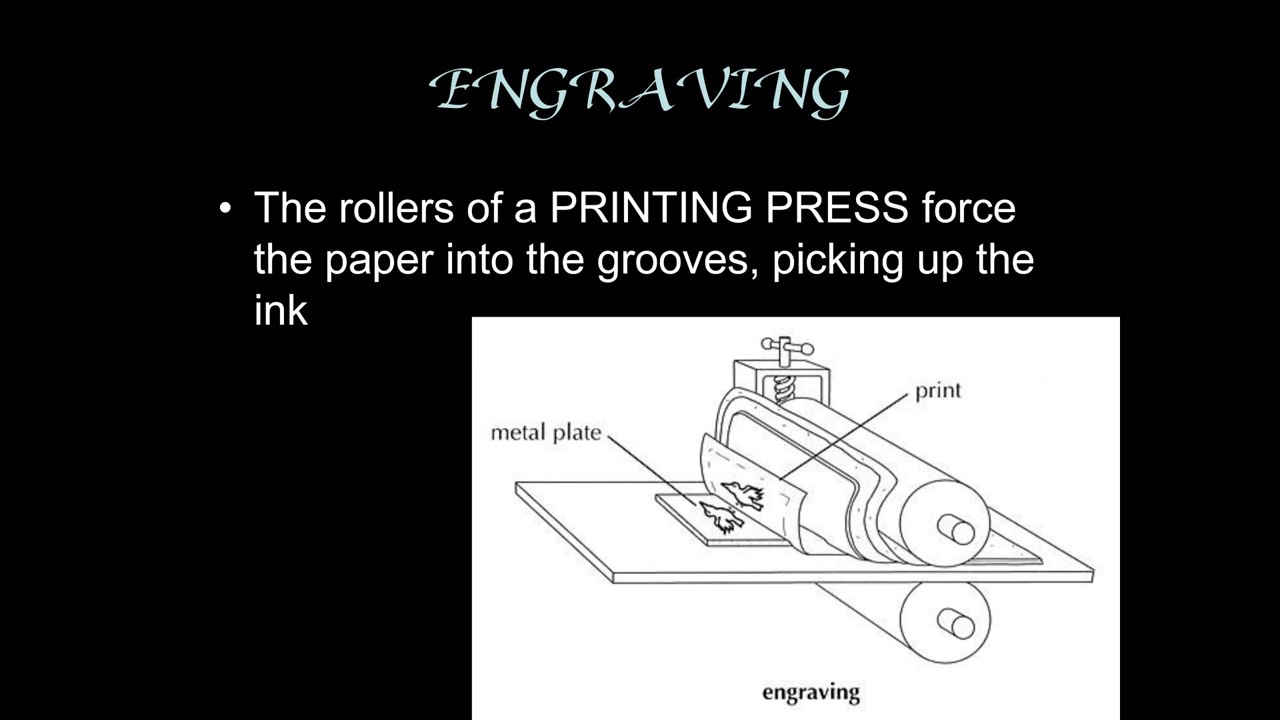 ENGRAVING
• The rollers of a PRINTING PRESS force
the paper into the grooves, picking up the
ink
print
metal plate
engraving